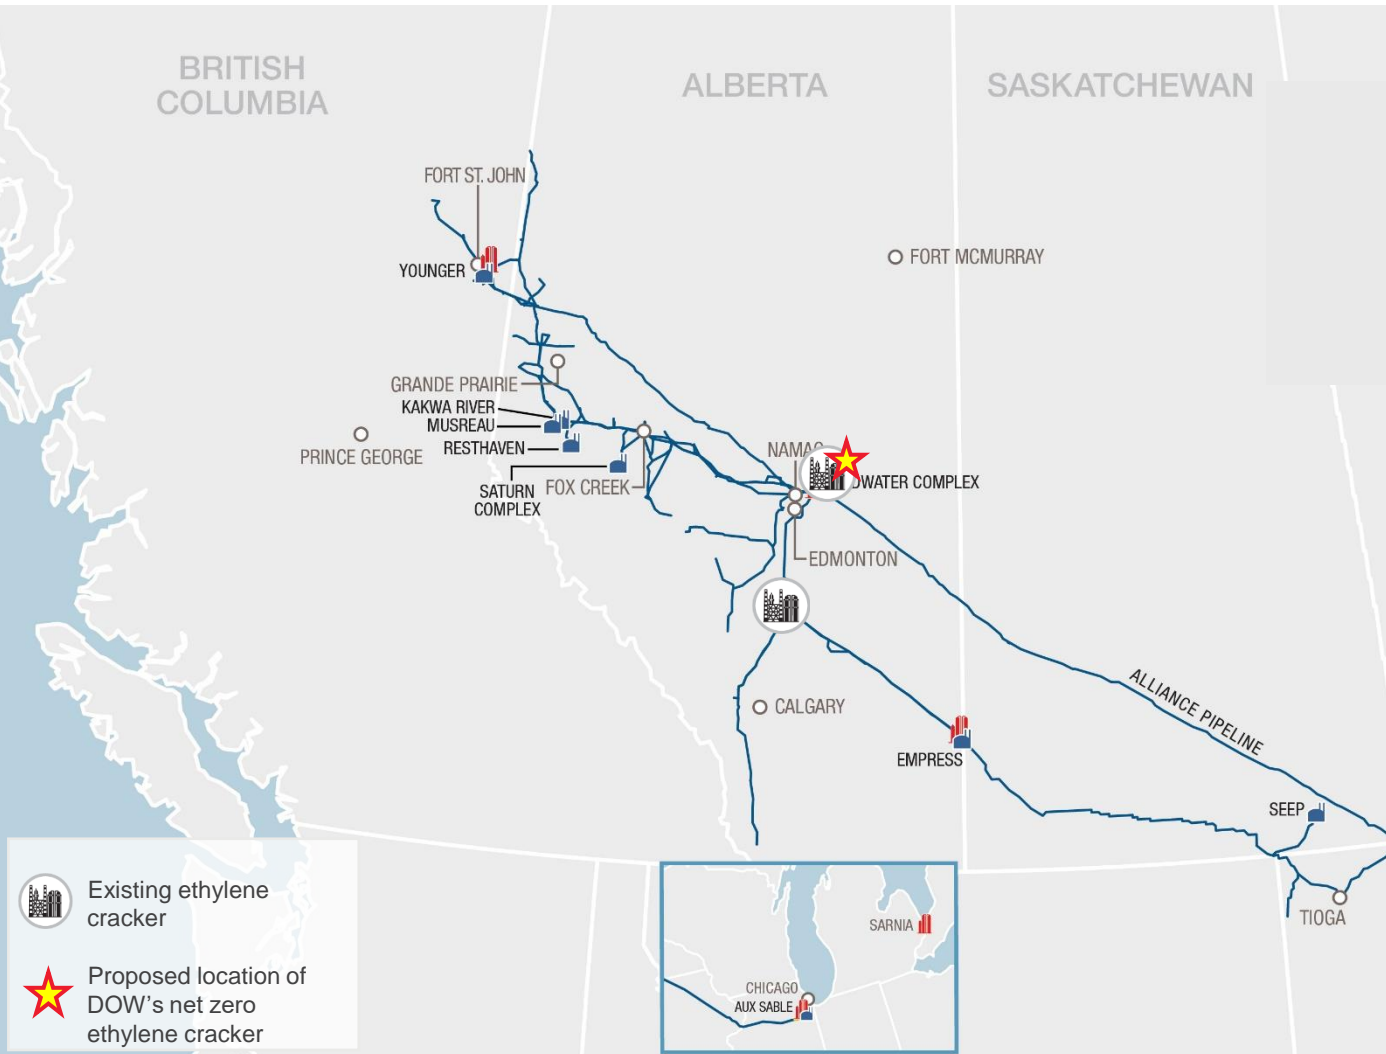 BRITISH
COLUMBIA
ALBERTA
SASKATCHEWAN
FORT ST. JOHN
YOUNGER
FORT MCMURRAY
GRANDE PRAIRIE
KAKWA RIVER
MUSREAU
RESTHAVEN
PRINCE GEORGE
SATURN
COMPLEX
FOX CREEK
NAMAO
WATER COMPLEX
EDMONTON
CALGARY
ALLIANCE PIPELINE
EMPRESS
SEEP
TIOGA
SARNIA
CHICAGO
AUX SABLE
Existing ethylene
cracker
Proposed location of
DOW's net zero
ethylene cracker